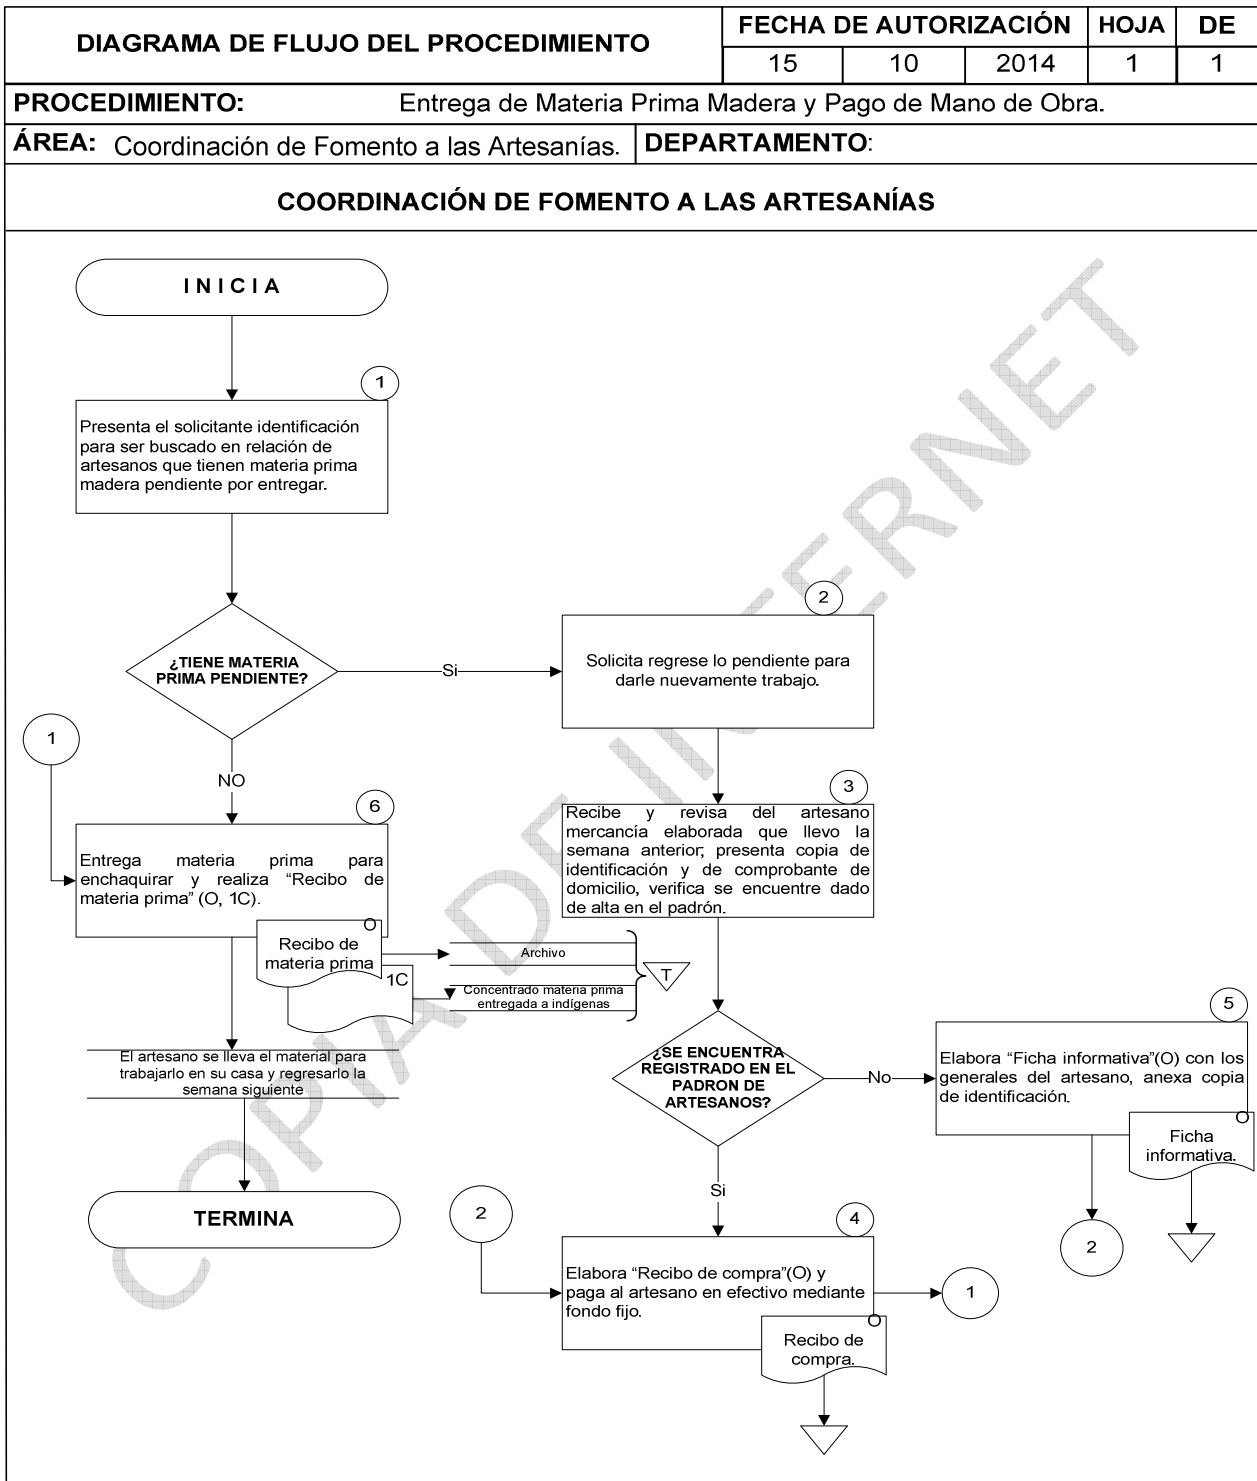 DIAGRAMA DE FLUJO DEL PROCEDIMIENTO
FECHA DE AUTORIZACIÓN
HOJA
DE
15
10
2014
1
1
PROCEDIMIENTO: Entrega de Materia Prima Madera y Pago de Mano de Obra.
ÁREA: Coordinación de Fomento a las Artesanías.
DEPARTAMENTO:
COORDINACIÓN DE FOMENTO A LAS ARTESANÍAS
COPIA DE INTERNET
INICIA
1
Presenta el solicitante identificación
para ser buscado en relación de
artesanos que tienen materia prima
madera pendiente por entregar.
¿TIENE MATERIA
PRIMA PENDIENTE?
Si
2
Solicita regrese lo pendiente para
darle nuevamente trabajo.
1
NO
6
Entrega materia prima para
enchaquirar y realiza “Recibo de
materia prima” (O, 1C).
O
Recibo de
materia prima
1C
Archivo
Concentrado materia prima
entregada a indígenas
T
El artesano se lleva el material para
trabajarlo en su casa y regresarlo la
semana siguiente
TERMINA
3
Recibe y revisa del artesano
mercancía elaborada que llevo la
semana anterior; presenta copia de
identificación y de comprobante de
domicilio, verifica se encuentre dado
de alta en el padrón.
¿SE ENCUENTRA
REGISTRADO EN EL
PADRON DE
ARTESANOS?
No
5
Elabora “Ficha informativa”(O) con los
generales del artesano, anexa copia
de identificación.
O
Ficha
informativa.
2
Si
2
4
Elabora “Recibo de compra”(O) y
paga al artesano en efectivo mediante
fondo fijo.
O
Recibo de
compra.
1